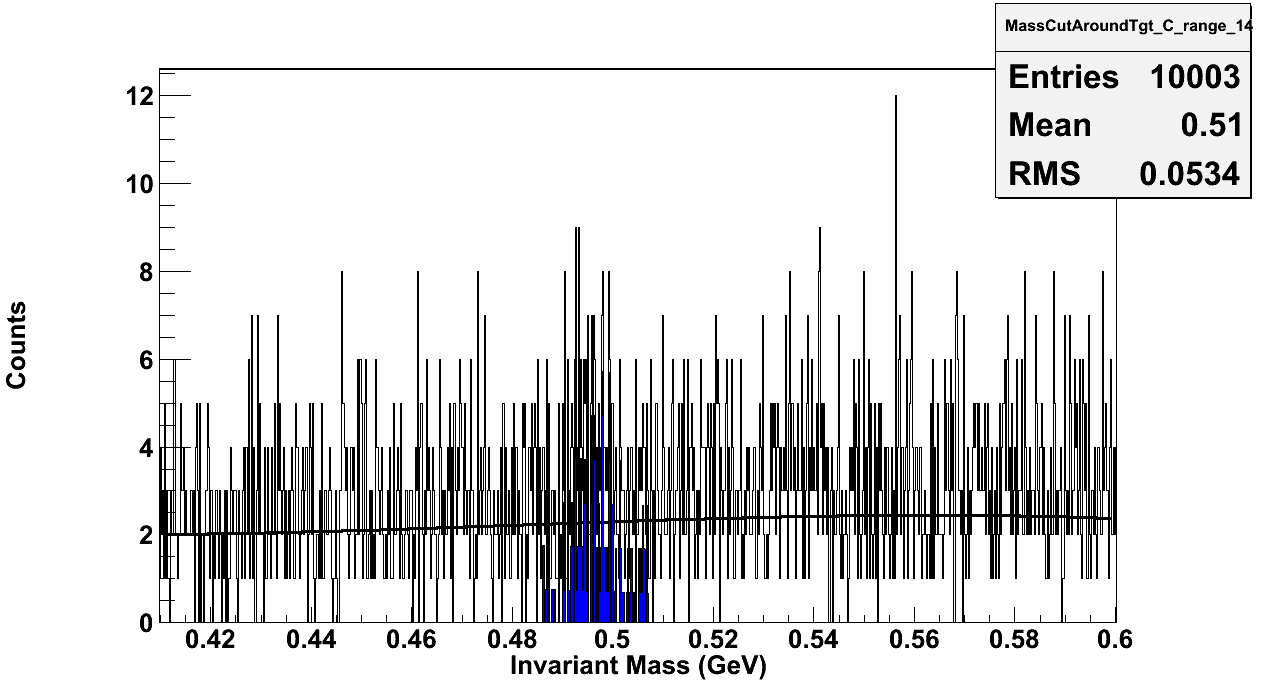 MassCutAroundTgt_C_range_14
Entries 10003
Mean 0.51
RMS 0.0534
12
10
8
6
4
2
0
Counts
0.42 0.44 0.46 0.48 0.5 0.52 0.54 0.56 0.58 0.6
Invariant Mass (GeV)